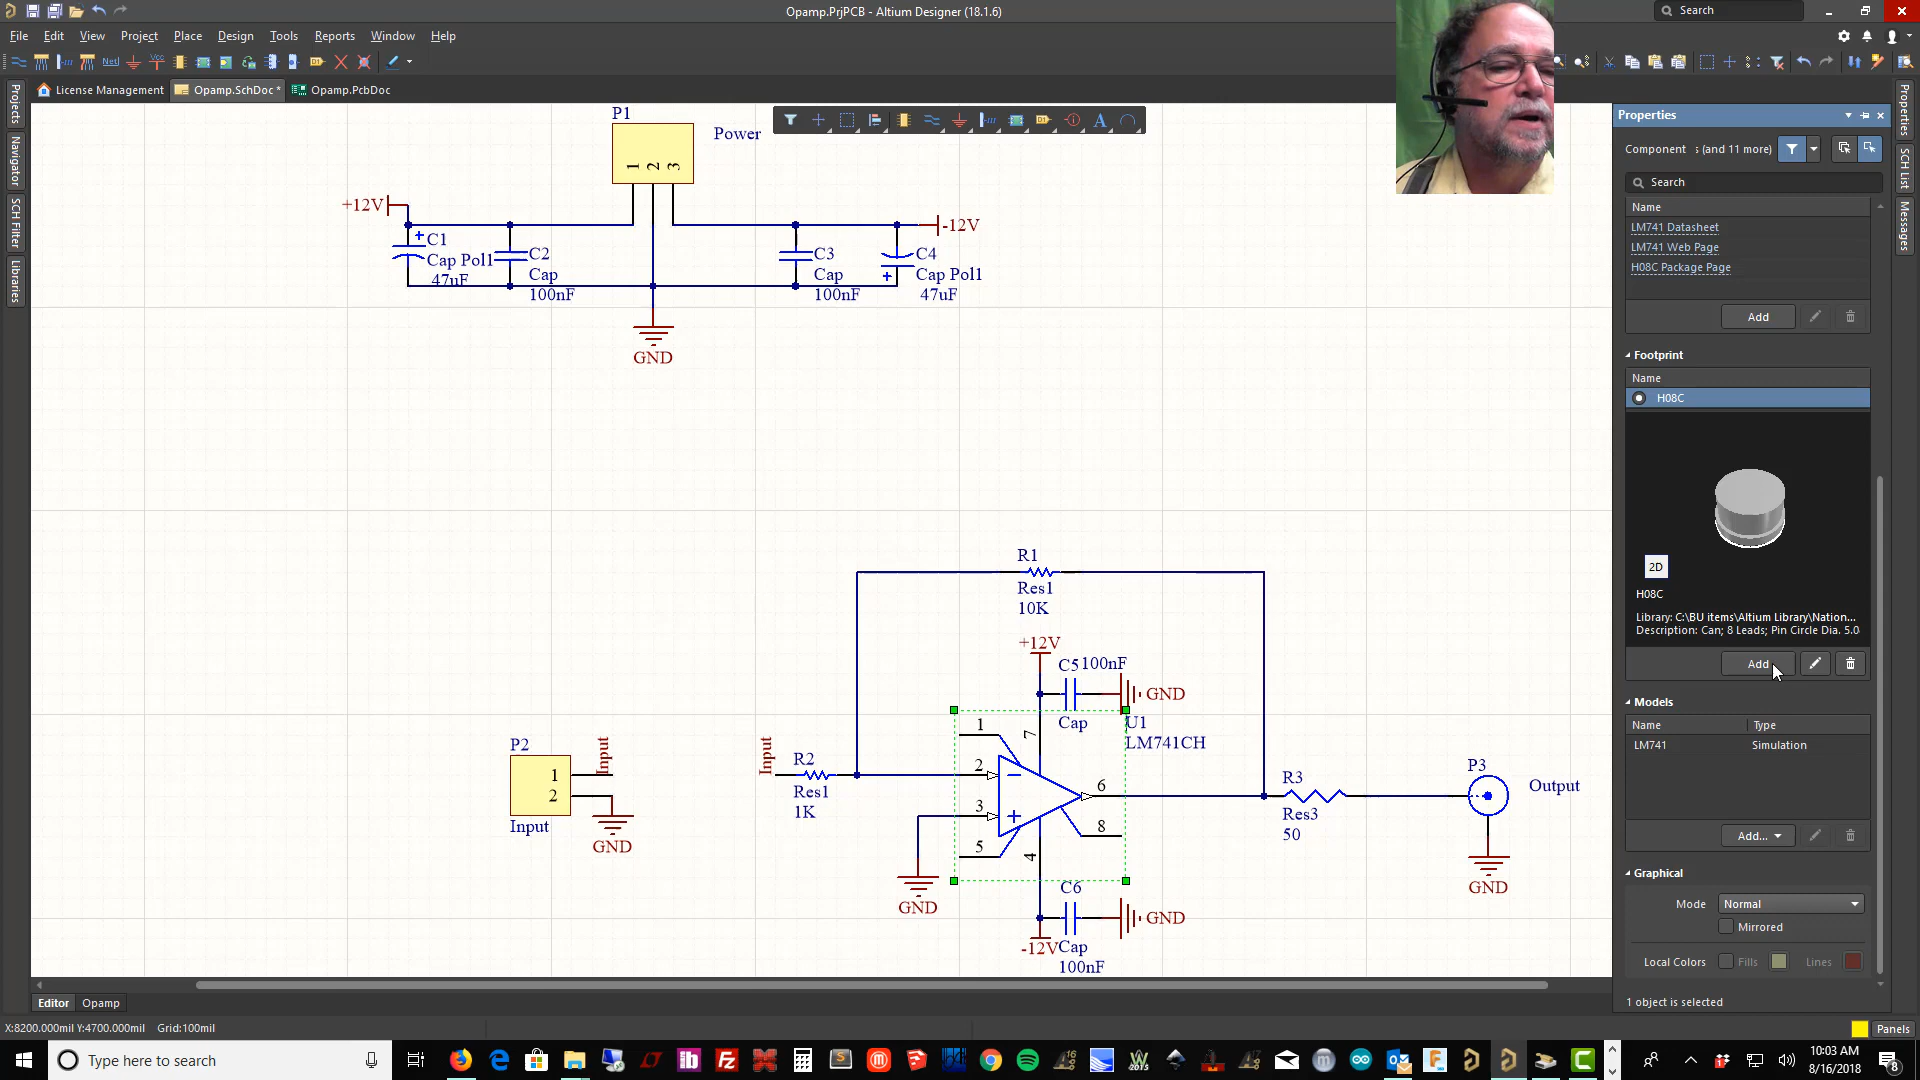 Opamp.PrjPCB - Altium Designer (18.1.6)
Search
File Edit View Project Place Design Tools Reports Window Help
Net
Vcc
License Management
Opamp.SchDoc *
Opamp.PcbDoc
Projects
Navigator
SCH Filter
Libraries
P1
Power
1 2 3
+12V
-12V
C1
Cap Pol1
47uF
C2
Cap
100nF
C3
Cap
100nF
C4
Cap Pol1
47uF
GND
R1
Res1
10K
+12V
C5 100nF
GND
Cap
U1
LM741CH
1
7
2
6
3
8
5
4
P2
Input
1
2
Input
GND
Input
R2
Res1
1K
GND
R3
Res3
50
P3
Output
GND
C6
GND
-12V Cap
100nF
Properties
Component s (and 11 more)
Search
Name
LM741 Datasheet
LM741 Web Page
H08C Package Page
Add
Footprint
Name
H08C
2D
H08C
Library: C:\BU items\Altium Library\Nation...
Description: Can; 8 Leads; Pin Circle Dia. 5.0
Add
Models
Name Type
LM741 Simulation
Add...
Graphical
Mode Normal
Mirrored
Local Colors Fills Lines
1 object is selected
Properties
SCH List
Messages
Editor Opamp
X:8200.000mil Y:4700.000mil Grid:100mil
Panels
Type here to search
10:03 AM
8/16/2018
8